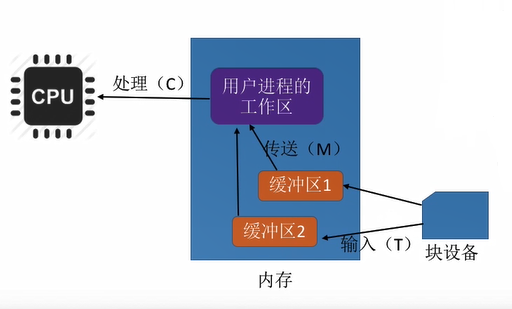 处理（C）
CPU
用户进程的
工作区
传送（M）
缓冲区1
缓冲区2
输入（T）
块设备
内存